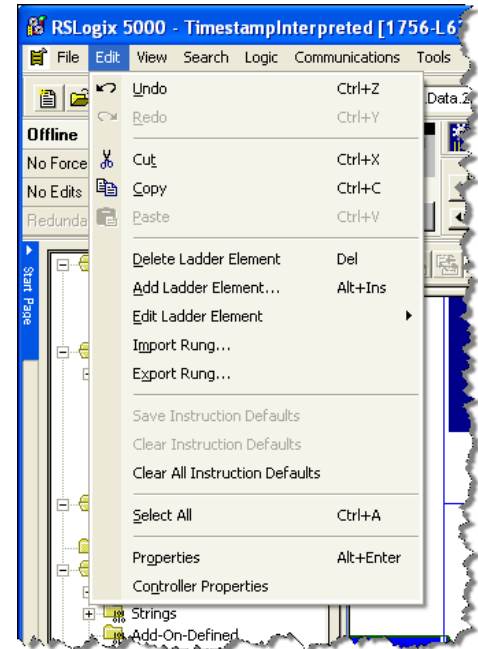 RSLogix 5000 - TimestampInterpreted [1756-L6
File Edit View Search Logic Communications Tools
Undo Ctrl+Z
.Data.2
Redo Ctrl+Y
Offline
No Force
Cut Ctrl+X
No Edits
Copy Ctrl+C
Redunda
Paste Ctrl+V
Start Page
Delete Ladder Element Del
Add Ladder Element... Alt+Ins
Edit Ladder Element
Import Rung...
Export Rung...
Save Instruction Defaults
Clear Instruction Defaults
Clear All Instruction Defaults
Select All Ctrl+A
Properties Alt+Enter
Controller Properties
Strings
Add-On-Defined